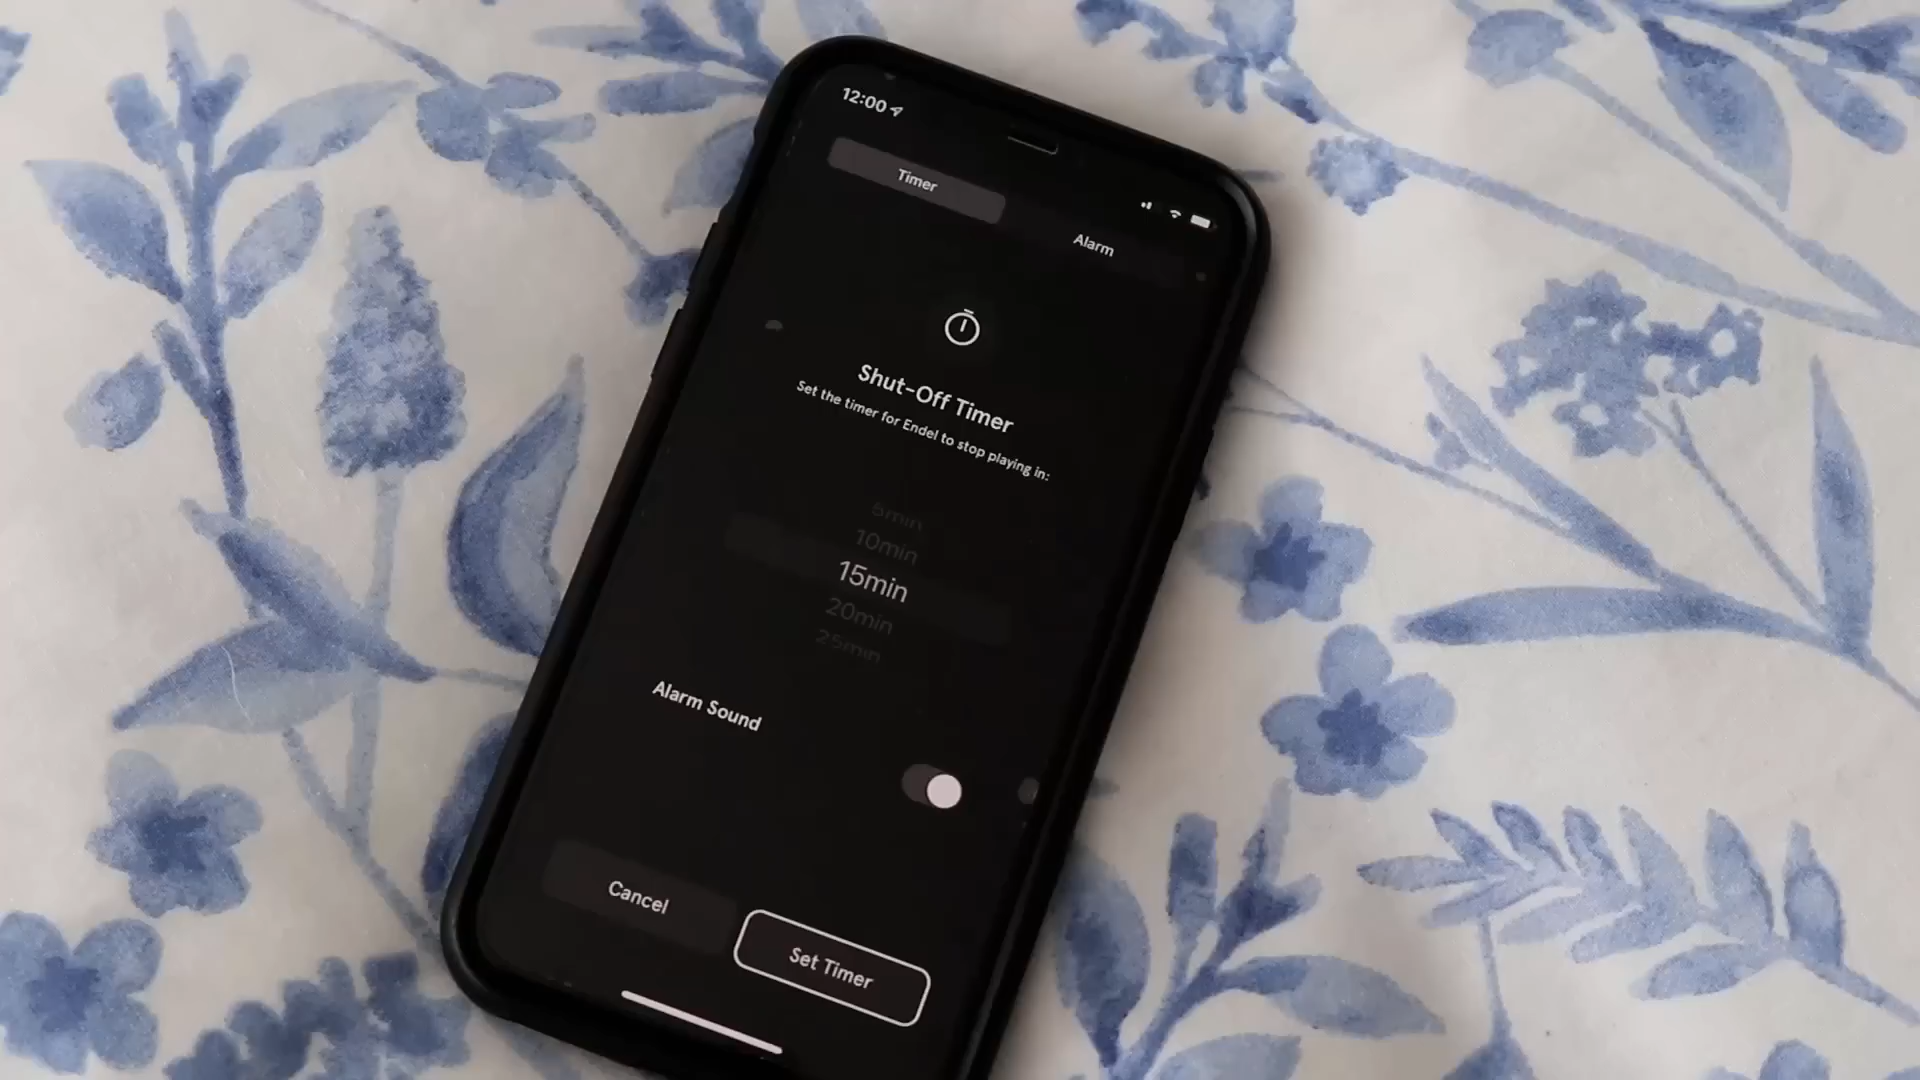 12:00
Timer
Alarm
Shut-Off Timer
Set the timer for Endel to stop playing in:
5min
10min
15min
20min
25min
Alarm Sound
Cancel
Set Timer